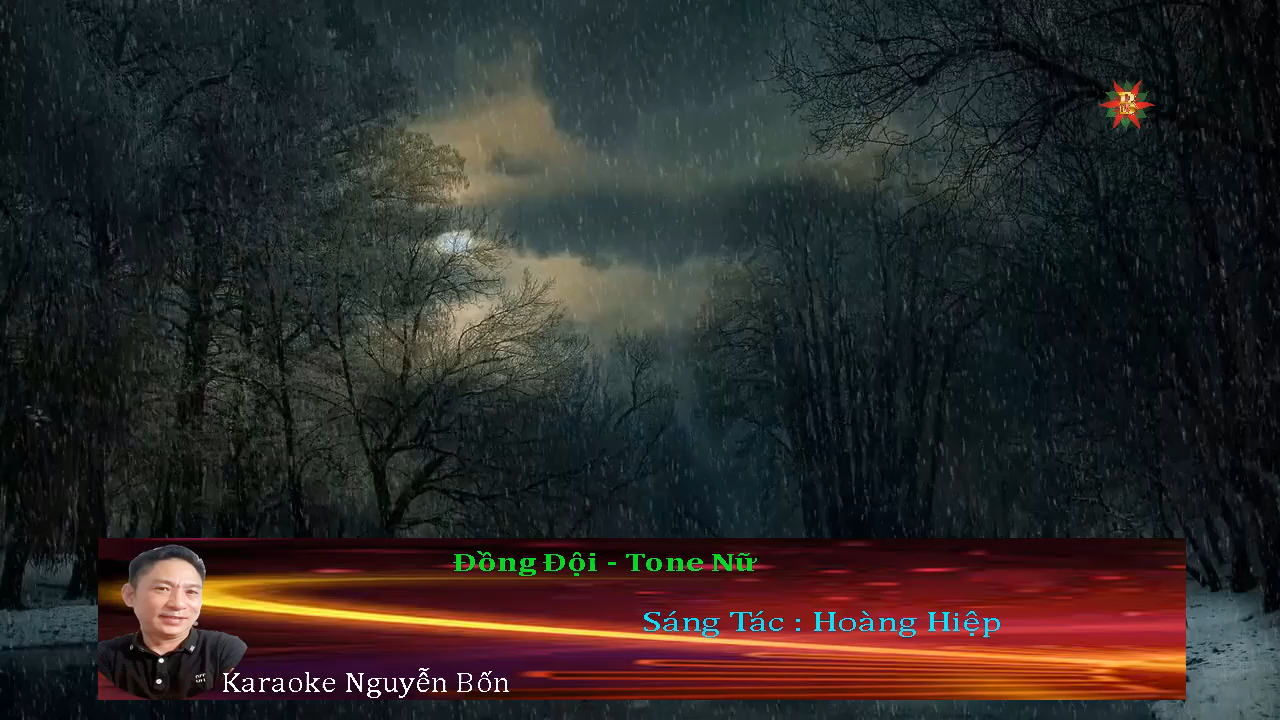 Đồng Đội - Tone Nữ
Sáng Tác : Hoàng Hiệp
Karaoke Nguyễn Bốn